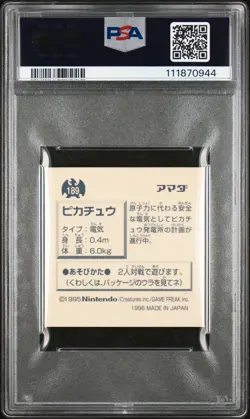 PSA
111870944
189
アマダ
ピカチュウ
タイプ：電気
身　長：0.4m
体　重：6.0kg
原子力に代わる安全
な電気としてピカチ
ュウ発電所の計画が
進行中。
●あそびかた● 2人対戦で遊びます。
(くわしくは、パッケージのウラを見てネ)
©1995 Nintendo/Creatures inc./GAME FREAK inc.
1996 MADE IN JAPAN